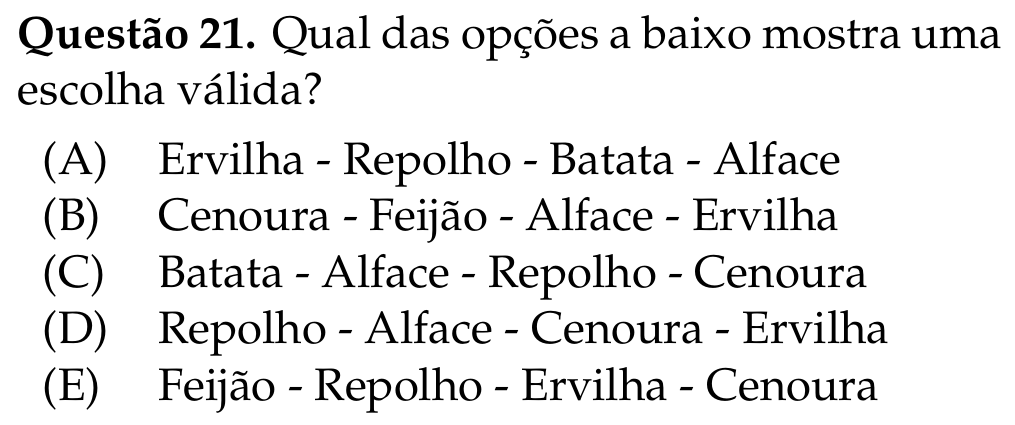 Questão 21. Qual das opções a baixo mostra uma
escolha válida?
(A) Ervilha - Repolho - Batata - Alface
(B) Cenoura - Feijão - Alface - Ervilha
(C) Batata - Alface - Repolho - Cenoura
(D) Repolho - Alface - Cenoura - Ervilha
(E) Feijão - Repolho - Ervilha - Cenoura